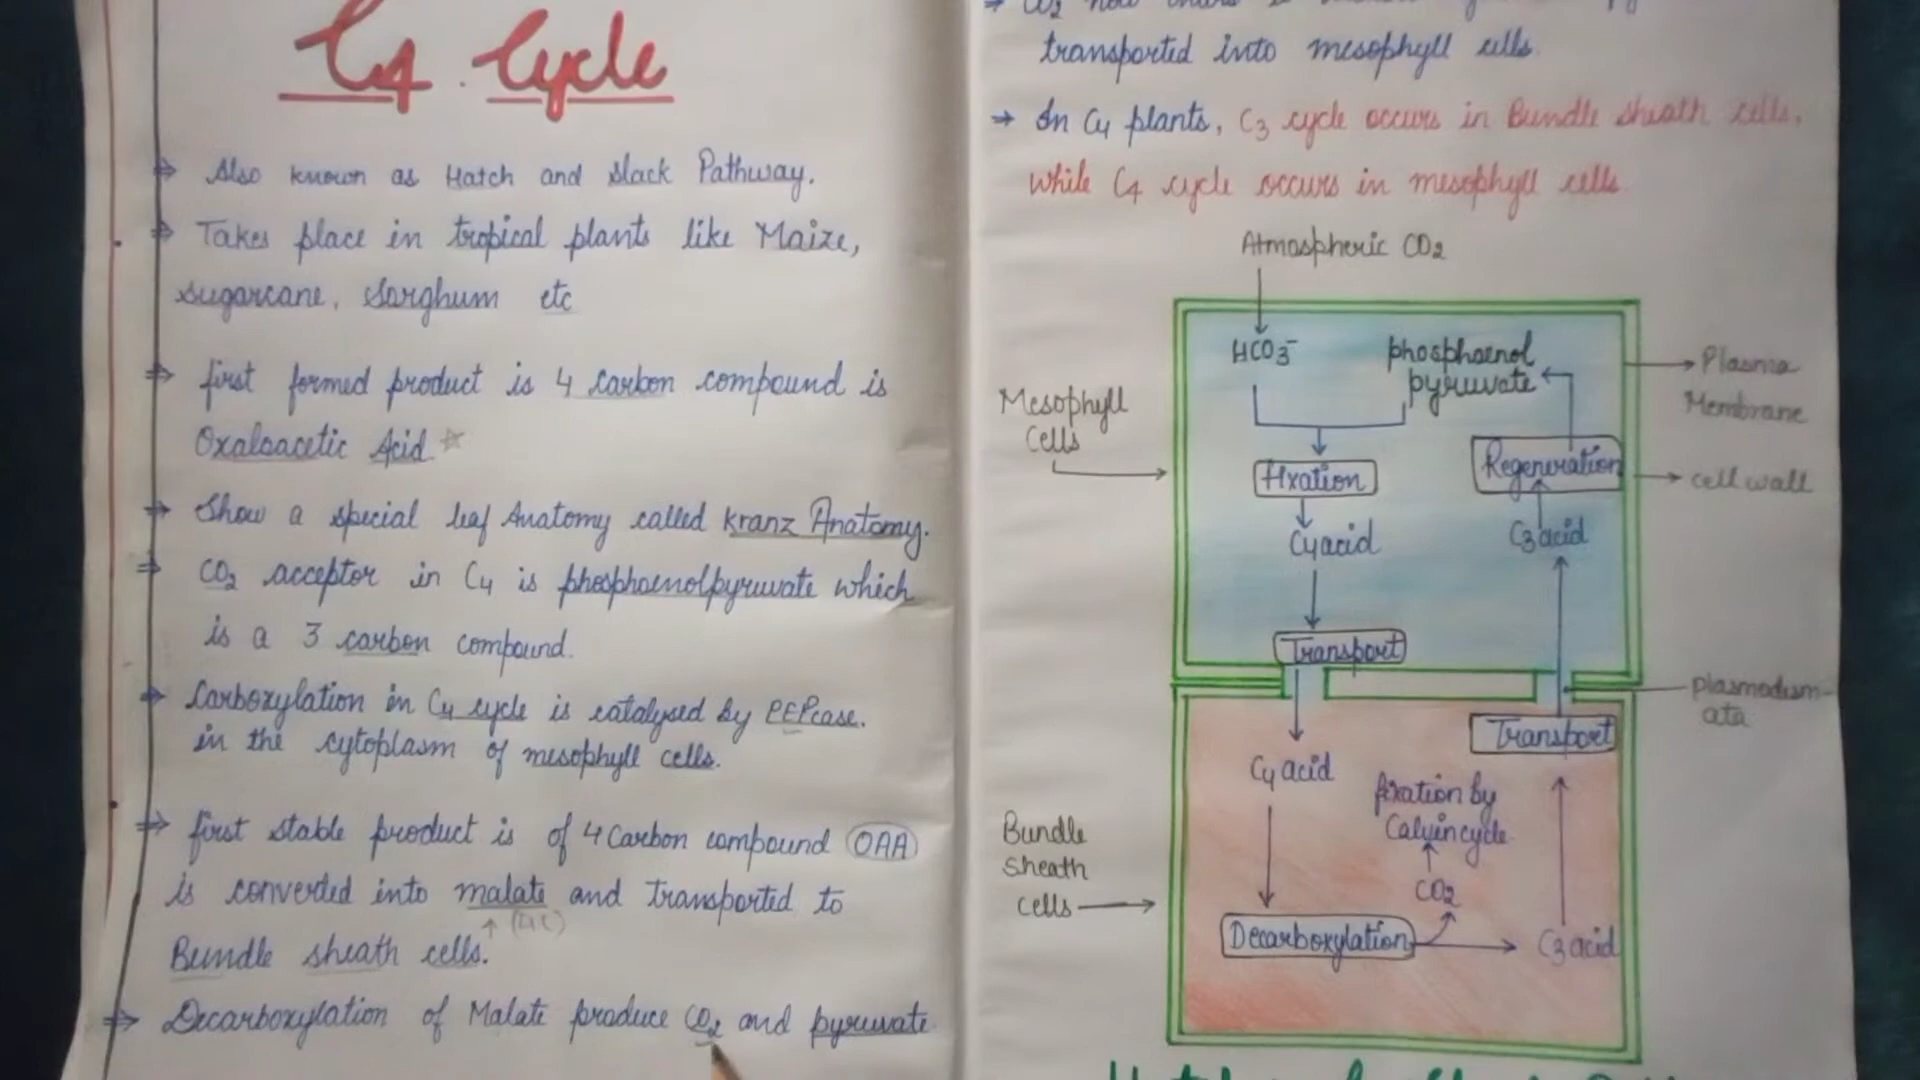 C4 Cycle
⇒ Also known as Hatch and Slack Pathway.
⇒ Takes place in tropical plants like Maize,
sugarcane, Sorghum etc
⇒ first formed product is 4 carbon compound is
Oxaloacetic Acid ☆
⇒ Show a special leaf Anatomy called Kranz Anatomy.
⇒ CO2 acceptor in C4 is phosphoenolpyruvate which
is a 3 carbon compound.
⇒ Carboxylation in C4 cycle is catalysed by PEPcase.
in the cytoplasm of mesophyll cells.
⇒ first stable product is of 4 Carbon compound OAA
is converted into malate and transported to
↑ (4C)
Bundle sheath cells.
⇒ Decarboxylation of Malate produce CO2 and pyruvate
transported into mesophyll cells.
⇒ In C4 plants, C3 cycle occurs in Bundle sheath cells,
while C4 cycle occurs in mesophyll cells
Atmospheric CO2
HCO3-
phosphoenol
pyruvate
Plasma
Membrane
Mesophyll
Cells
Fixation
Regeneration
cell wall
C4 acid
C3 acid
Transport
plasmodesm-
ata
Transport
C4 acid
fixation by
Calvin cycle
Bundle
Sheath
cells
CO2
Decarboxylation
C3 acid